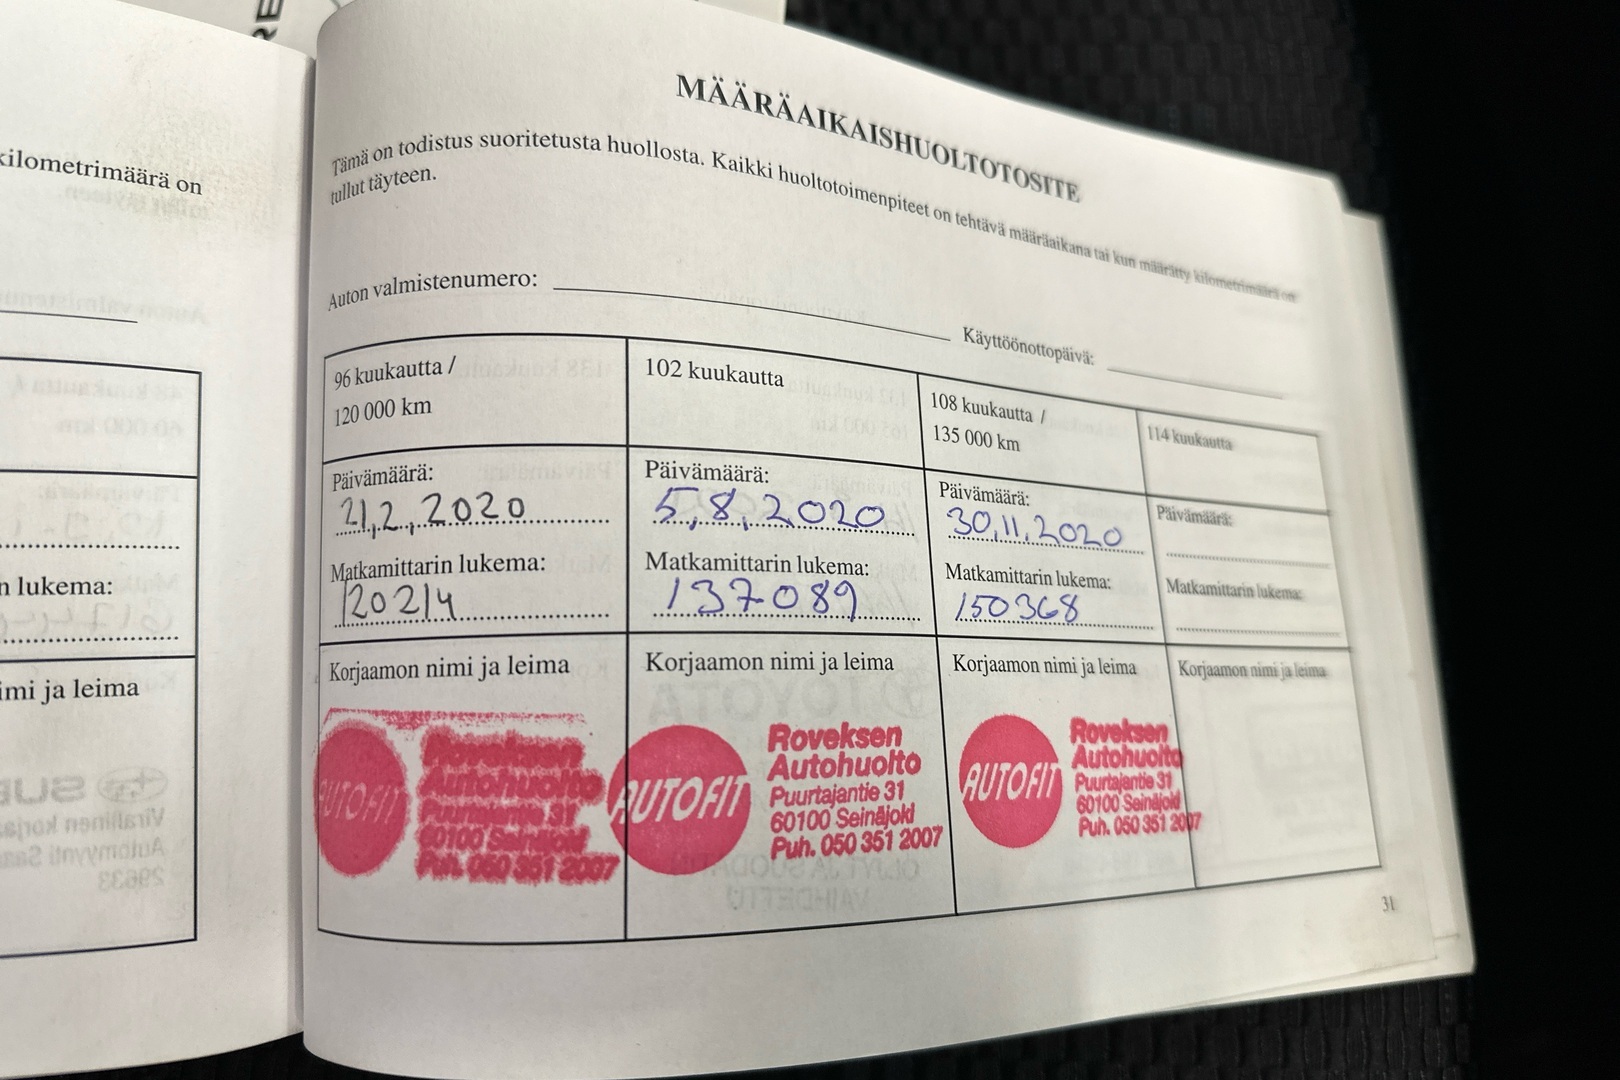 RE
kilometrimäärä on
n lukema:
imi ja leima
MÄÄRÄAIKAISHUOLTOTOSITE
Tämä on todistus suoritetusta huollosta. Kaikki huoltotoimenpiteet on tehtävä määräaikana tai kun määrätty kilometrimäärä on
tullut täyteen.
Auton valmistenumero:
Käyttöönottopäivä:
96 kuukautta /
120 000 km
Päivämäärä:
21,2,2020
Matkamittarin lukema:
120214
Korjaamon nimi ja leima
AUTOFIT
Roveksen
Autohuolto
Puurtajantie 31
60100 Seinäjoki
Puh. 050 351 2007
102 kuukautta
Päivämäärä:
5,8,2020
Matkamittarin lukema:
137089
Korjaamon nimi ja leima
AUTOFIT
Roveksen
Autohuolto
Puurtajantie 31
60100 Seinäjoki
Puh. 050 351 2007
108 kuukautta /
135 000 km
Päivämäärä:
30,11,2020
Matkamittarin lukema:
150368
Korjaamon nimi ja leima
AUTOFIT
Roveksen
Autohuolto
Puurtajantie 31
60100 Seinäjoki
Puh. 050 351 2007
114 kuukautta
Päivämäärä:
Matkamittarin lukema:
Korjaamon nimi ja leima
31